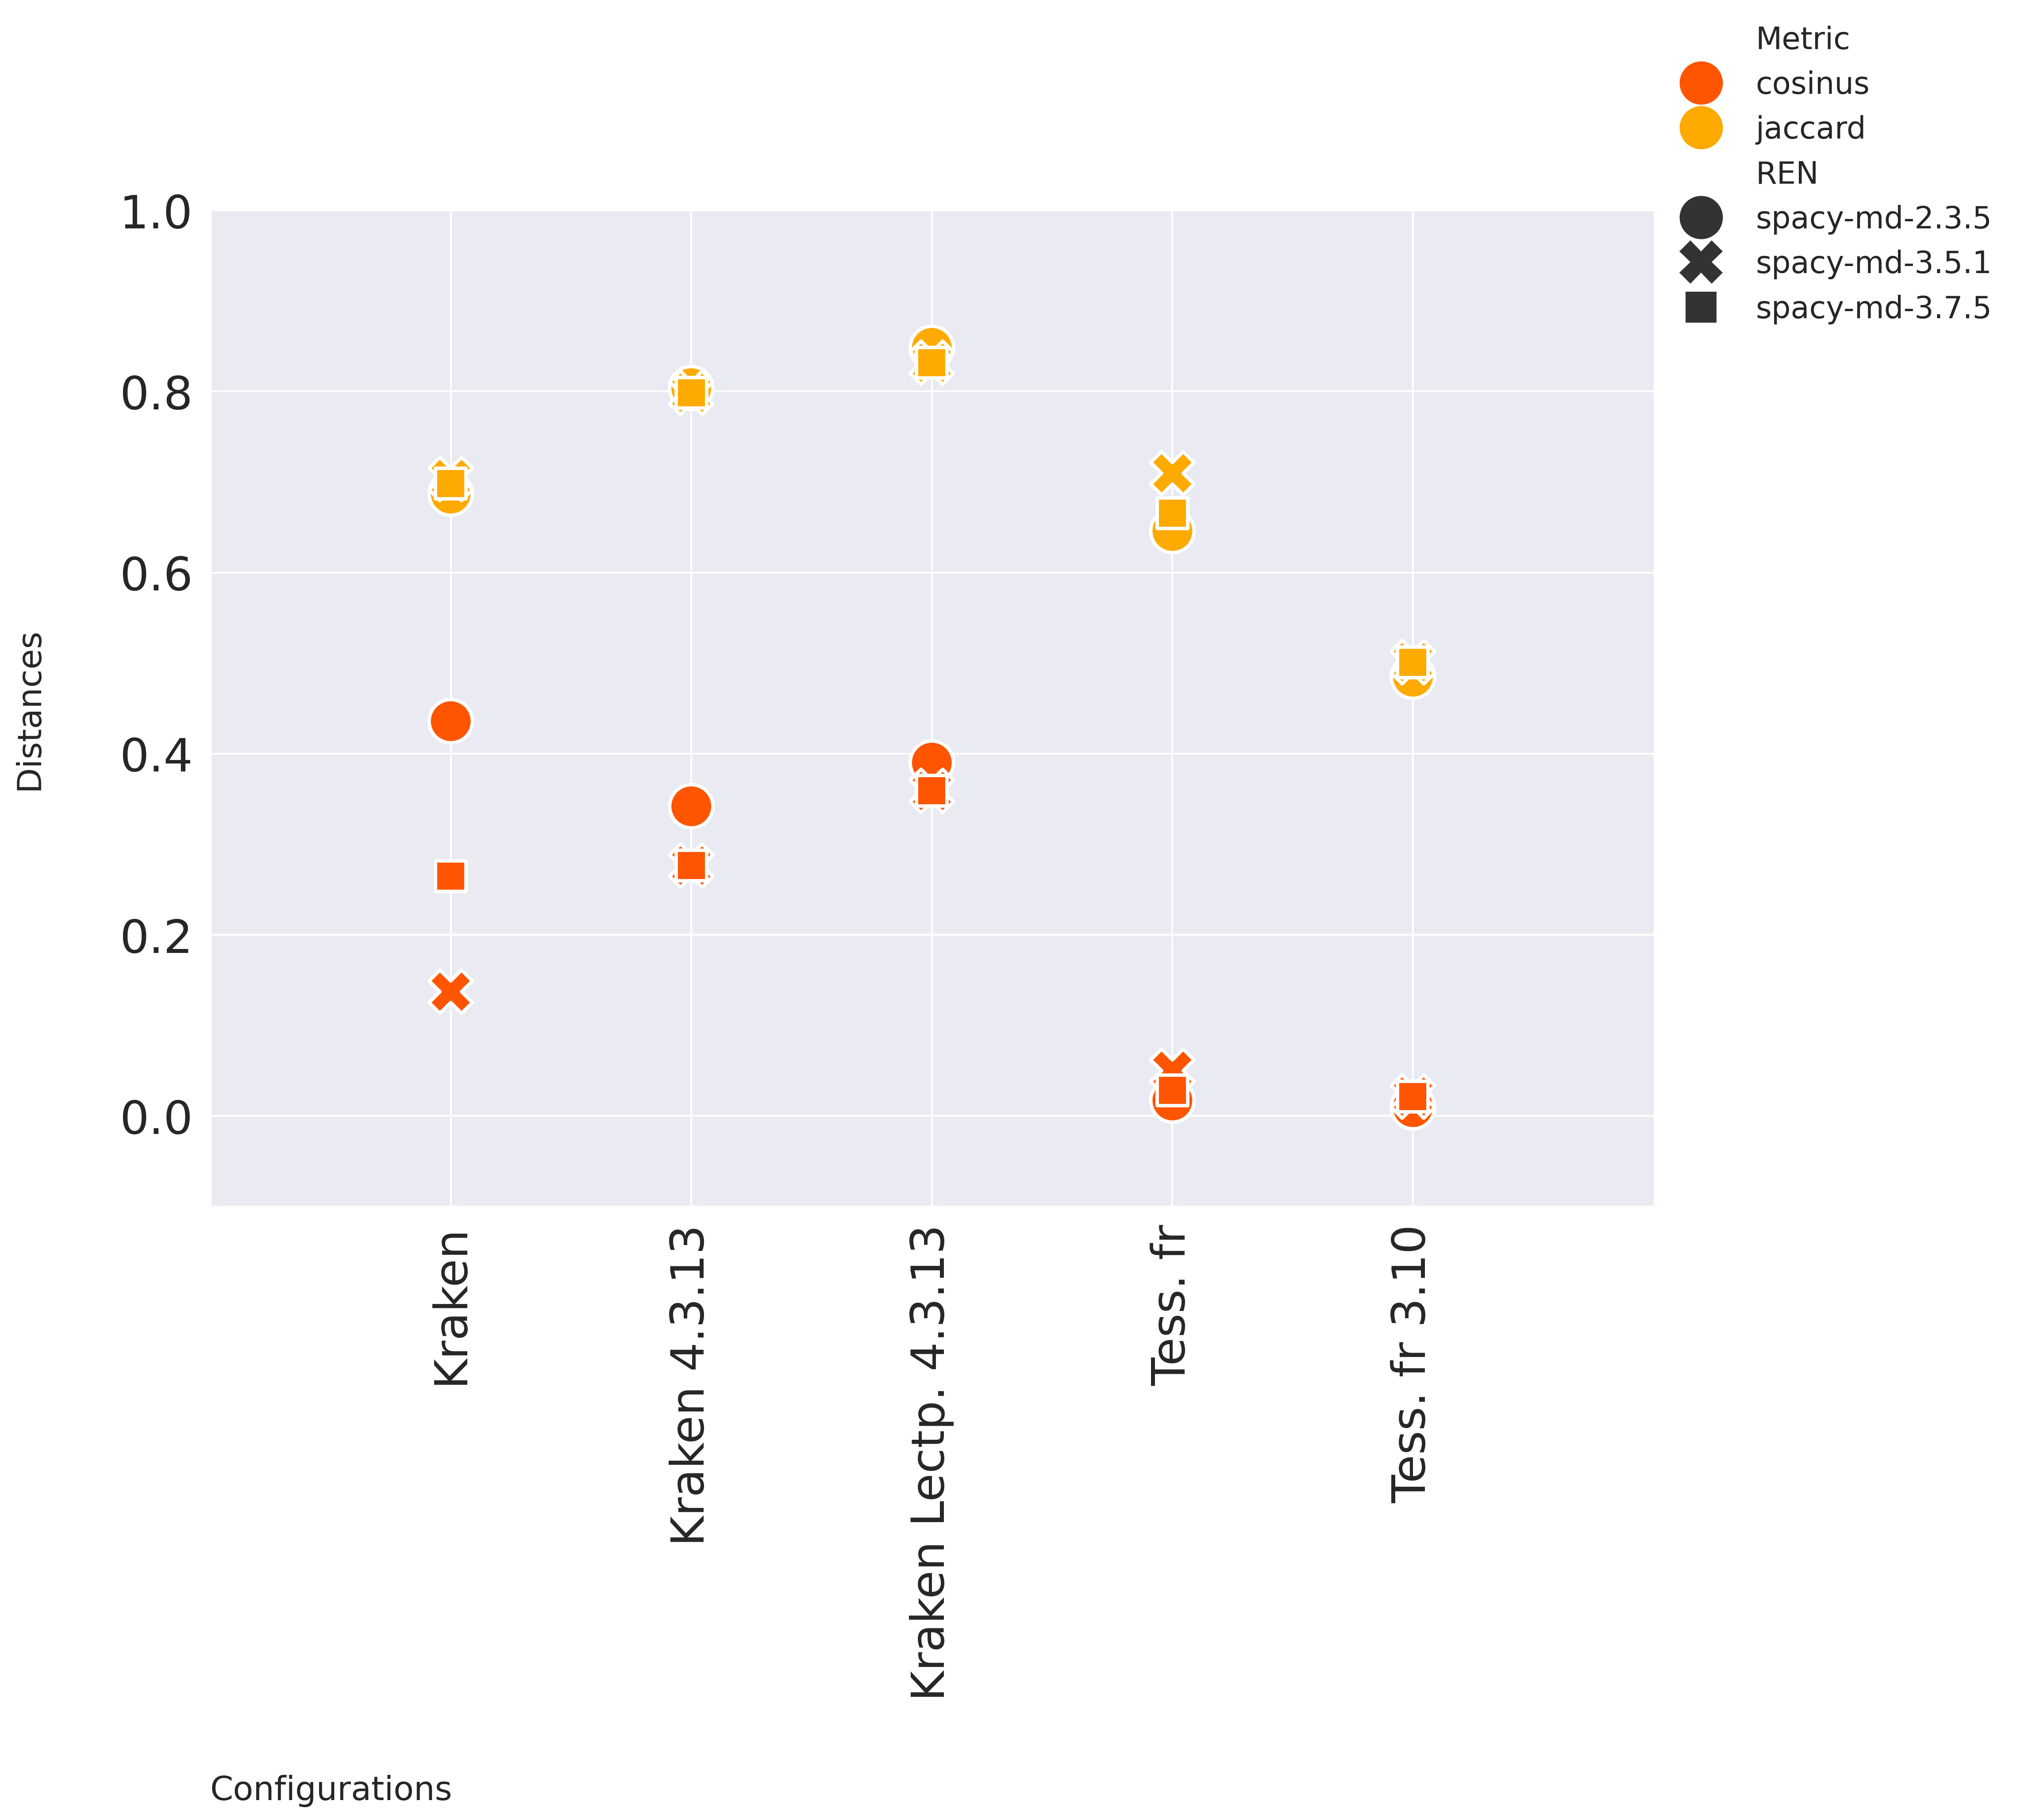 Metric
cosinus
jaccard
REN
spacy-md-2.3.5
spacy-md-3.5.1
spacy-md-3.7.5
1.0
0.8
0.6
0.4
0.2
0.0
Distances
Kraken
Kraken 4.3.13
Kraken Lectp. 4.3.13
Tess. fr
Tess. fr 3.10
Configurations